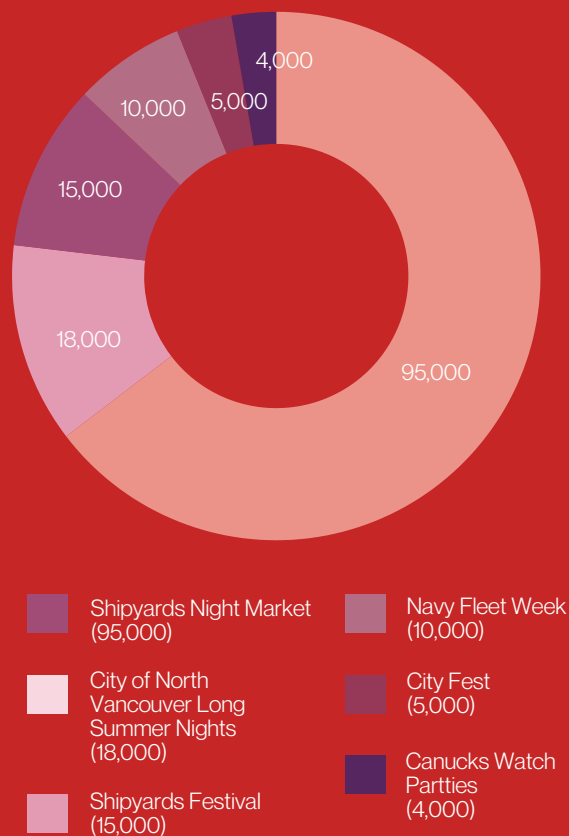 4,000
5,000
10,000
15,000
18,000
95,000
Shipyards Night Market
(95,000)
City of North
Vancouver Long
Summer Nights
(18,000)
Shipyards Festival
(15,000)
Navy Fleet Week
(10,000)
City Fest
(5,000)
Canucks Watch
Partties
(4,000)